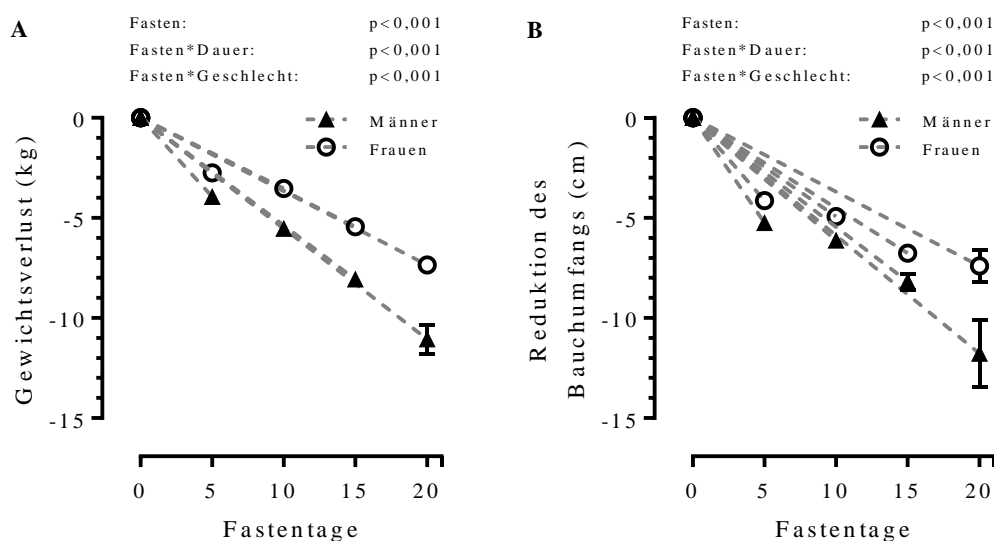 A
Fasten: p<0,001
Fasten*Dauer: p<0,001
Fasten*Geschlecht: p<0,001
Männer
Frauen
Gewichtsverlust (kg)
0
-5
-10
-15
0 5 10 15 20
Fastentage
B
Fasten: p<0,001
Fasten*Dauer: p<0,001
Fasten*Geschlecht: p<0,001
Männer
Frauen
Reduktion des
Bauchumfangs (cm)
0
-5
-10
-15
0 5 10 15 20
Fastentage